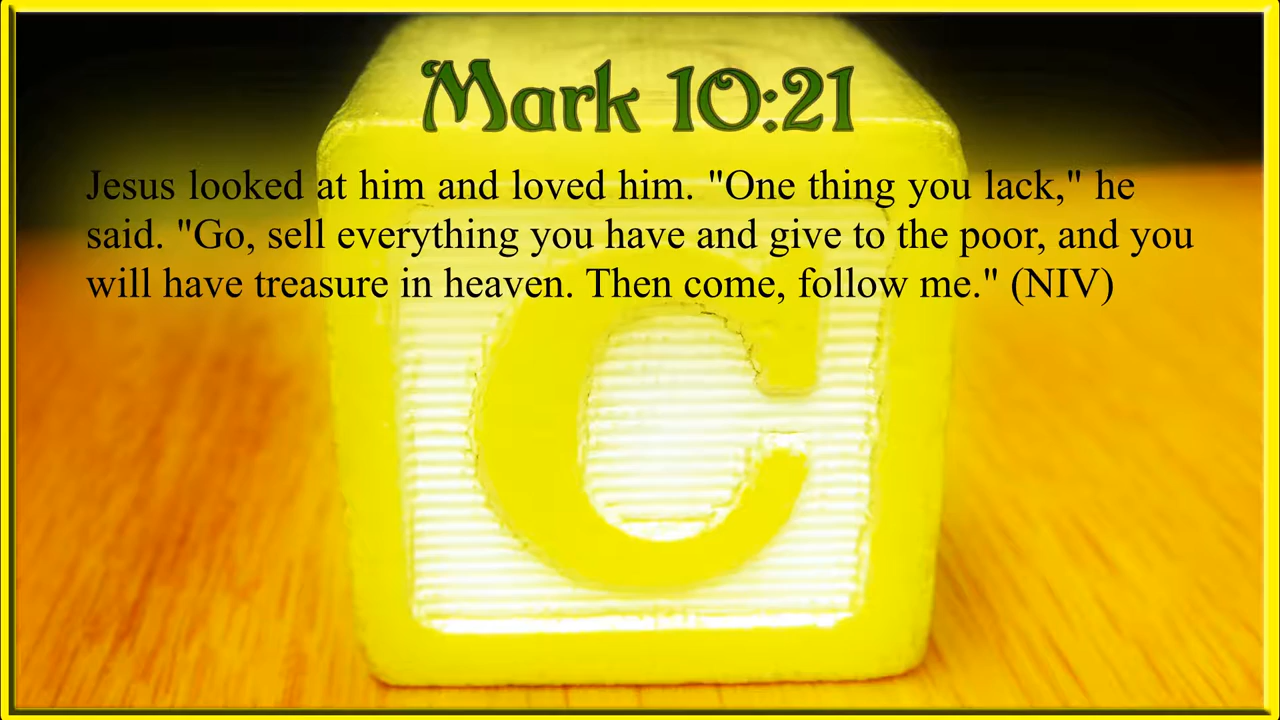 Mark 10:21
Jesus looked at him and loved him. "One thing you lack," he
said. "Go, sell everything you have and give to the poor, and you
will have treasure in heaven. Then come, follow me." (NIV)
C